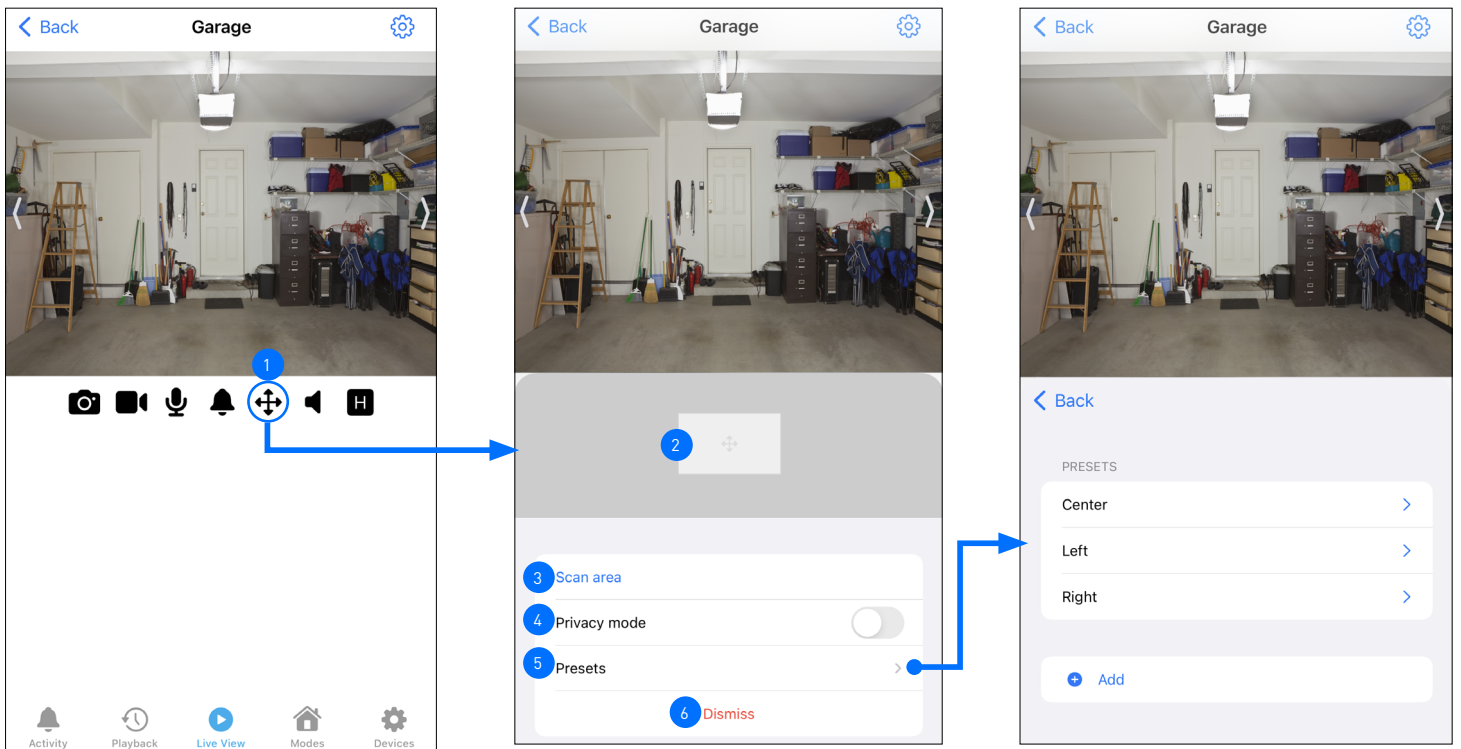 Back Garage
1
H
Activity Playback Live View Modes Devices
Back Garage
2
3 Scan area
4 Privacy mode
5 Presets
6 Dismiss
Back Garage
Back
PRESETS
Center
Left
Right
Add